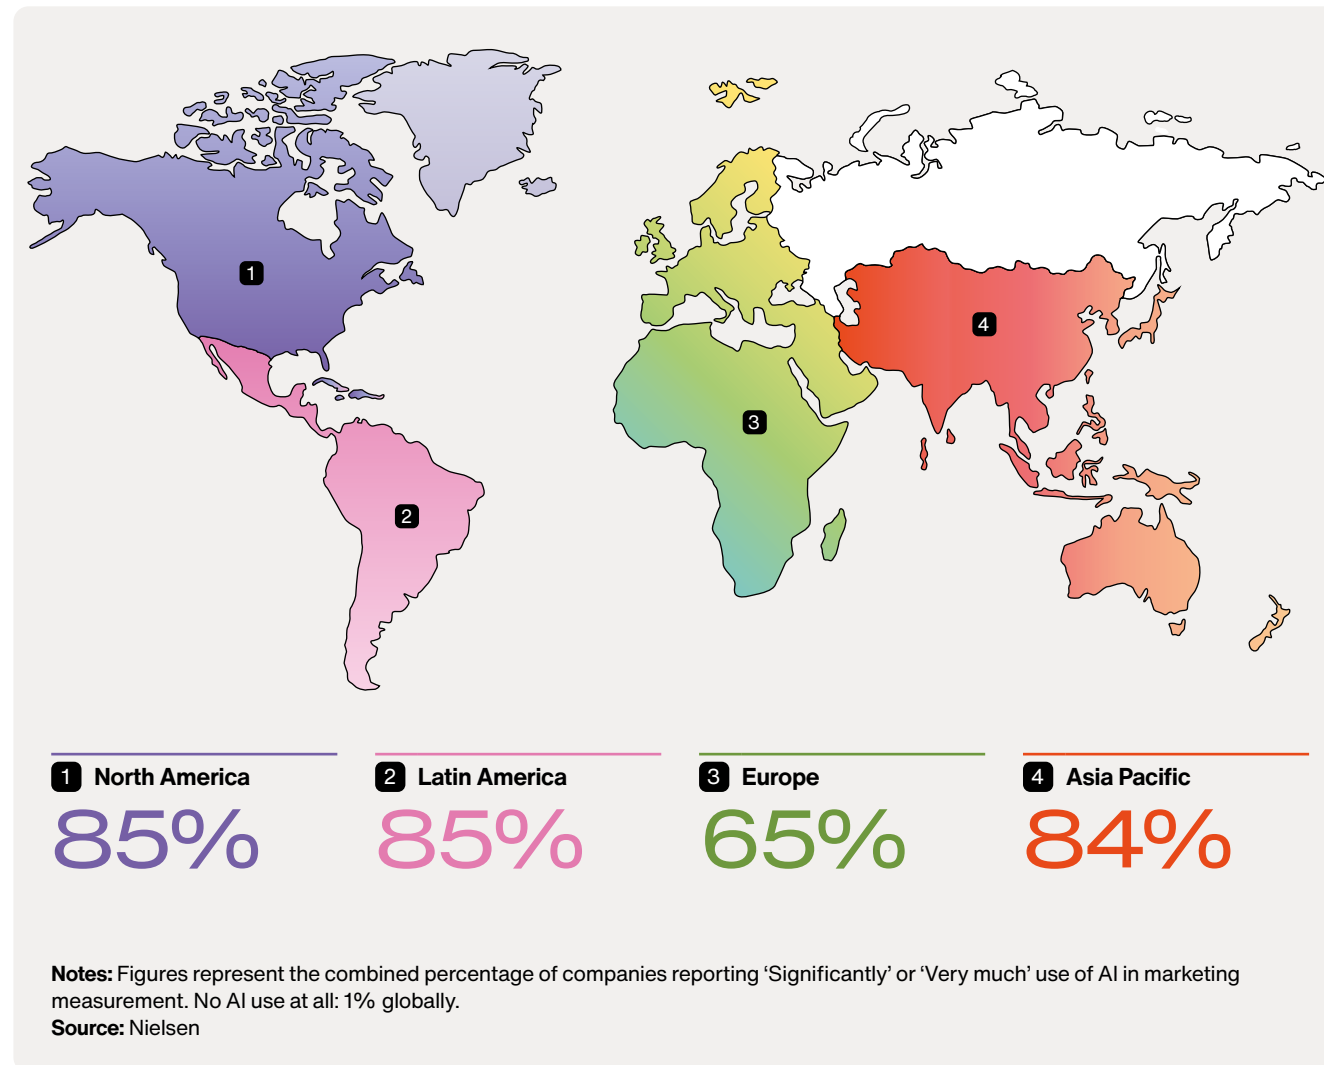 1
2
3
4
1 North America
85%
2 Latin America
85%
3 Europe
65%
4 Asia Pacific
84%
Notes: Figures represent the combined percentage of companies reporting ‘Significantly’ or ‘Very much’ use of AI in marketing
measurement. No AI use at all: 1% globally.
Source: Nielsen